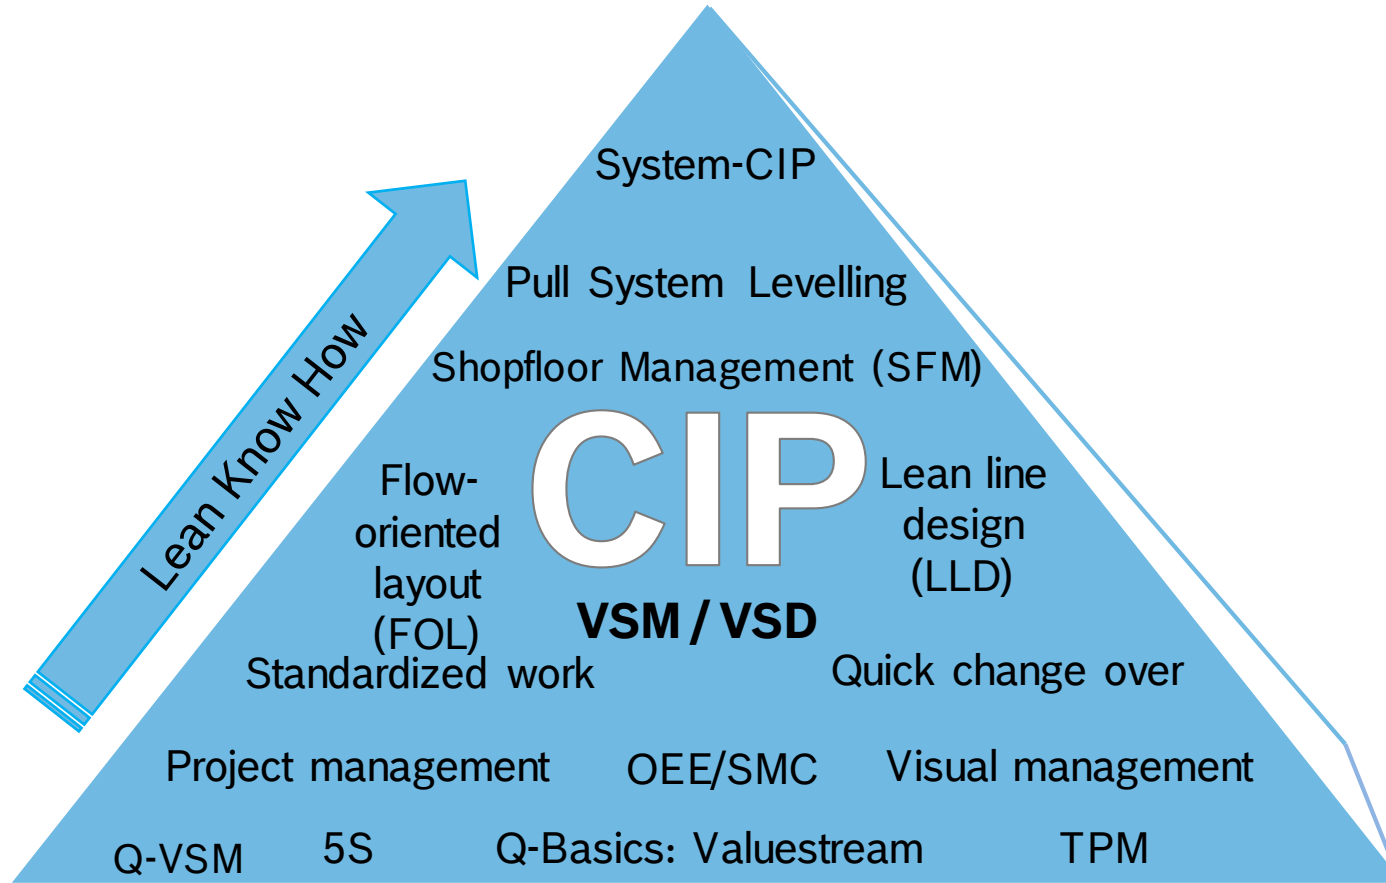 System-CIP
Pull System Levelling
Shopfloor Management (SFM)
Lean Know How
CIP
Flow-
oriented
layout
(FOL)
Lean line
design
(LLD)
VSM / VSD
Standardized work
Quick change over
Project management
OEE/SMC
Visual management
Q-VSM
5S
Q-Basics: Valuestream
TPM